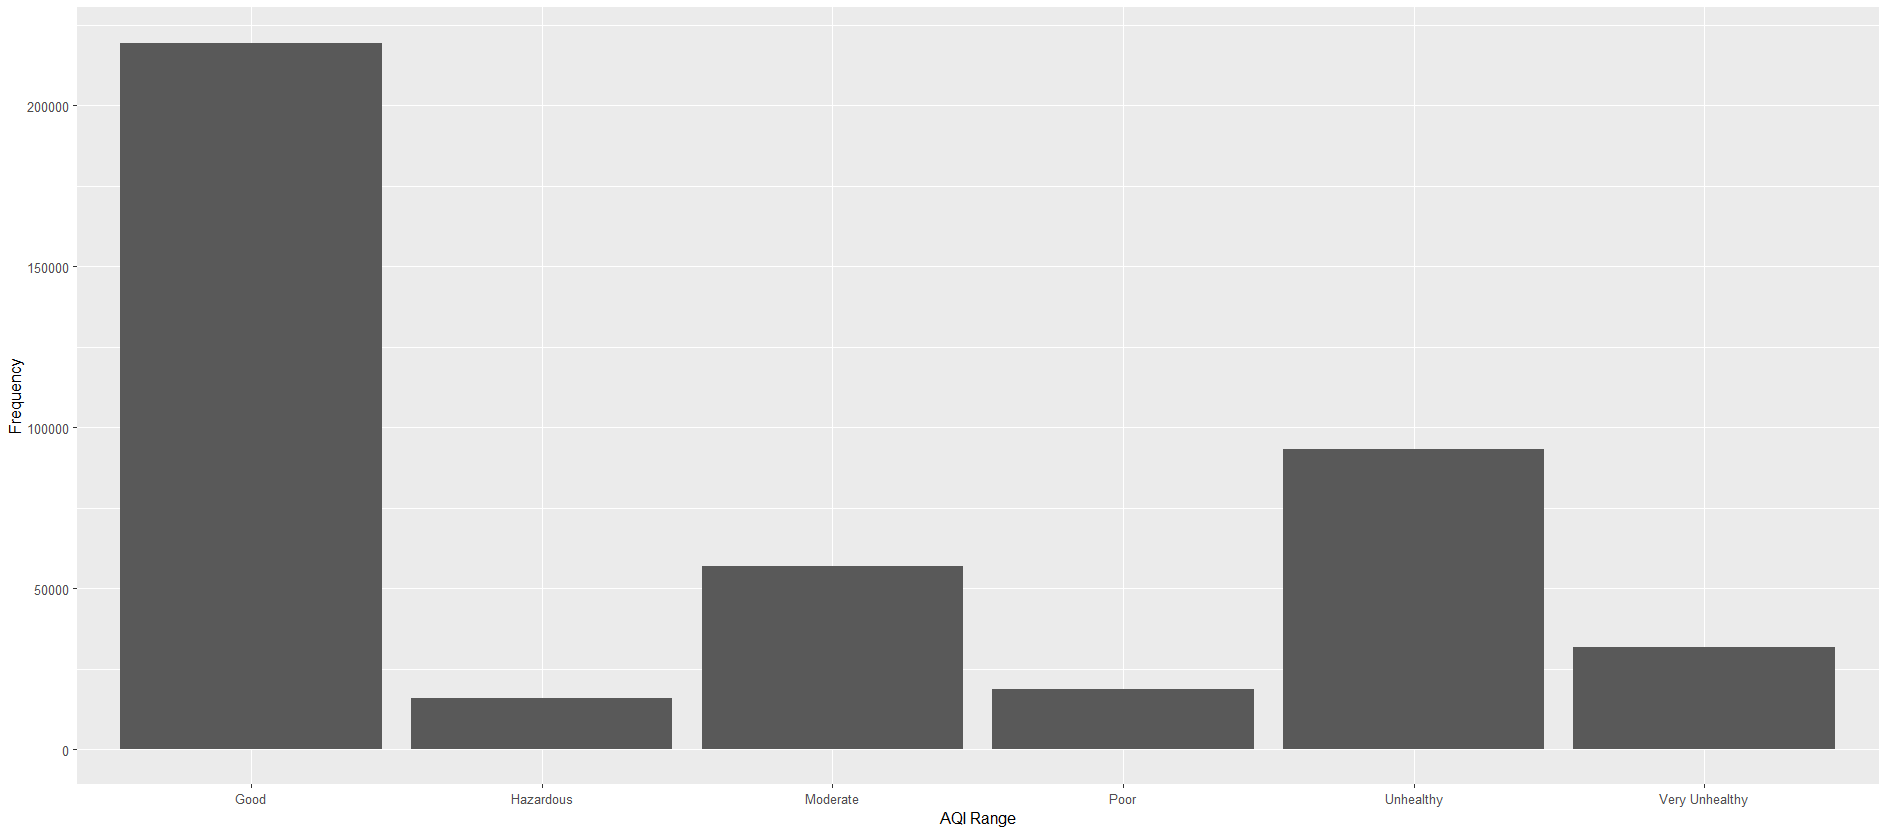 Frequency
200000
150000
100000
50000
0
Good Hazardous Moderate Poor Unhealthy Very Unhealthy
AQI Range